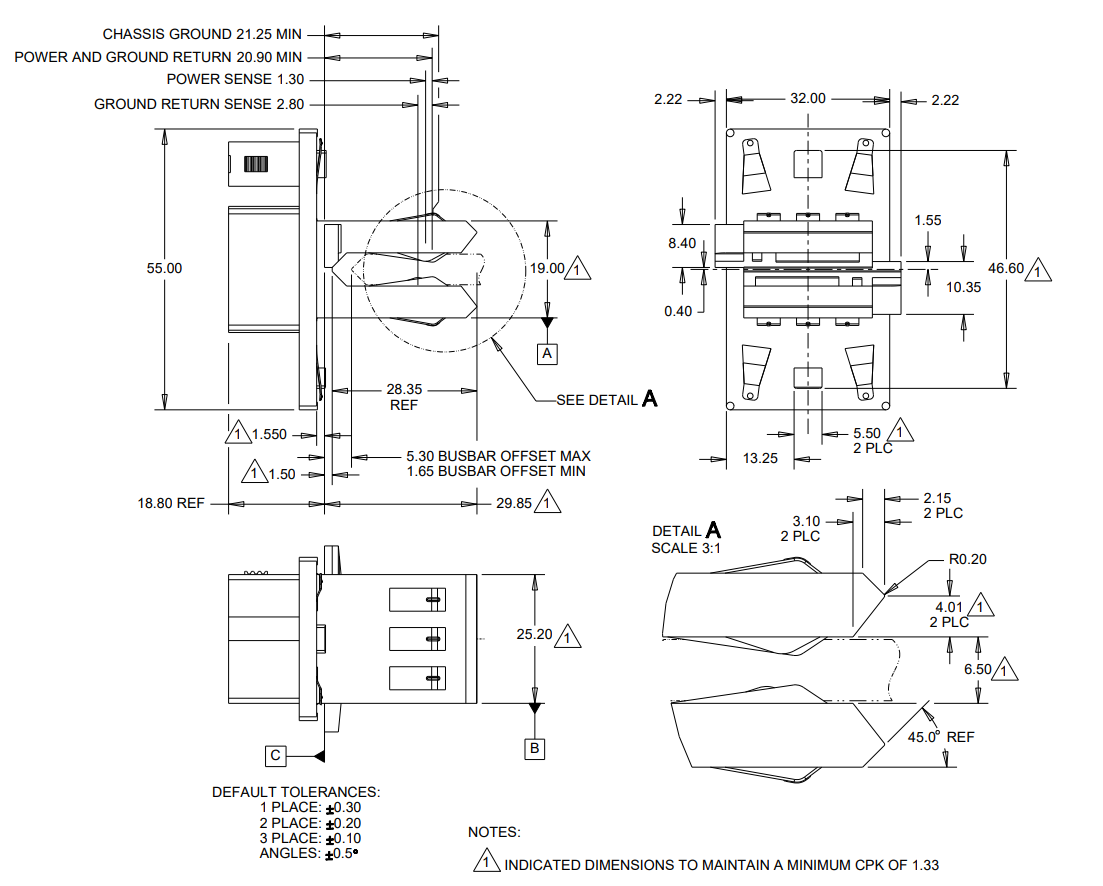 CHASSIS GROUND 21.25 MIN
POWER AND GROUND RETURN 20.90 MIN
POWER SENSE 1.30
GROUND RETURN SENSE 2.80
55.00
19.00 1
A
SEE DETAIL A
28.35
REF
1 1.550
5.30 BUSBAR OFFSET MAX
1 1.50
1.65 BUSBAR OFFSET MIN
18.80 REF
29.85 1
2.22
32.00
2.22
8.40
1.55
46.60 1
10.35
0.40
5.50 1
2 PLC
13.25
25.20 1
B
C
DETAIL A
SCALE 3:1
2.15
2 PLC
3.10
2 PLC
R0.20
4.01 1
2 PLC
6.50 1
45.0° REF
DEFAULT TOLERANCES:
1 PLACE: ±0.30
2 PLACE: ±0.20
3 PLACE: ±0.10
ANGLES: ±0.5°
NOTES:
1 INDICATED DIMENSIONS TO MAINTAIN A MINIMUM CPK OF 1.33